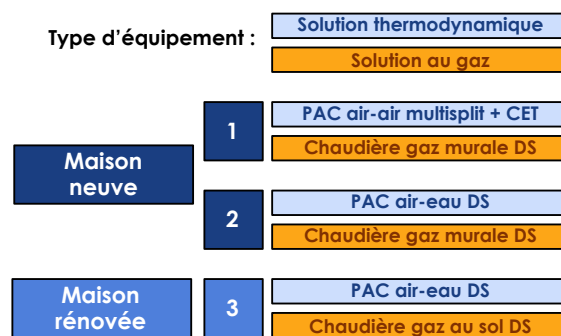 Type d'équipement :
Solution thermodynamique
Solution au gaz
Maison
neuve
1
PAC air-air multisplit + CET
Chaudière gaz murale DS
2
PAC air-eau DS
Chaudière gaz murale DS
Maison
rénovée
3
PAC air-eau DS
Chaudière gaz au sol DS